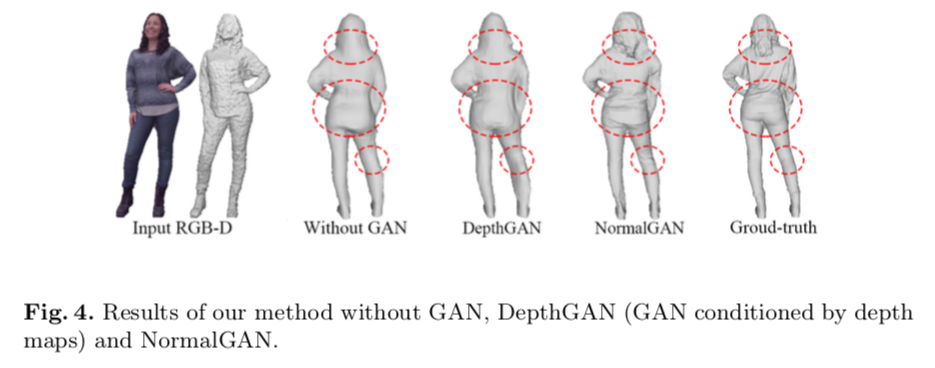 Input RGB-D Without GAN DepthGAN NormalGAN Groud-truth
Fig. 4. Results of our method without GAN, DepthGAN (GAN conditioned by depth
maps) and NormalGAN.